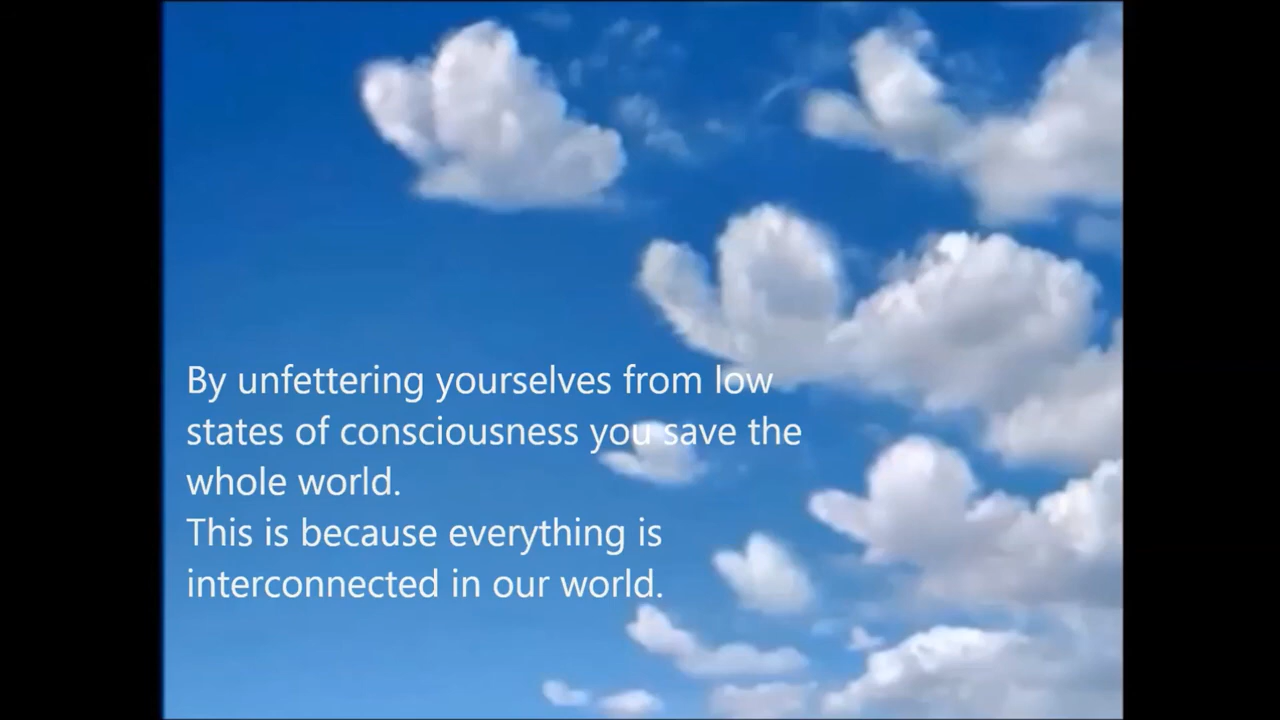 By unfettering yourselves from low
states of consciousness you save the
whole world.
This is because everything is
interconnected in our world.